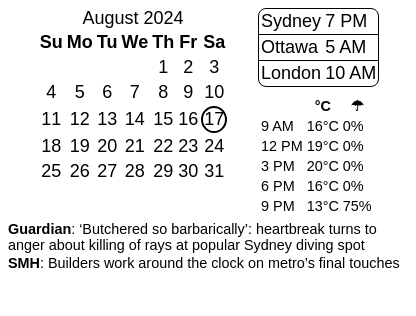 August 2024
Su Mo Tu We Th Fr Sa
1 2 3
4 5 6 7 8 9 10
11 12 13 14 15 16 17
18 19 20 21 22 23 24
25 26 27 28 29 30 31
Sydney 7 PM
Ottawa 5 AM
London 10 AM
°C ☂
9 AM 16°C 0%
12 PM 19°C 0%
3 PM 20°C 0%
6 PM 16°C 0%
9 PM 13°C 75%
Guardian: ‘Butchered so barbarically’: heartbreak turns to
anger about killing of rays at popular Sydney diving spot
SMH: Builders work around the clock on metro’s final touches